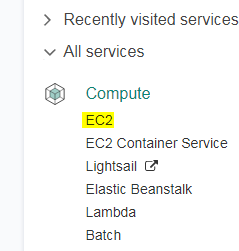 Recently visited services
All services
Compute
EC2
EC2 Container Service
Lightsail
Elastic Beanstalk
Lambda
Batch